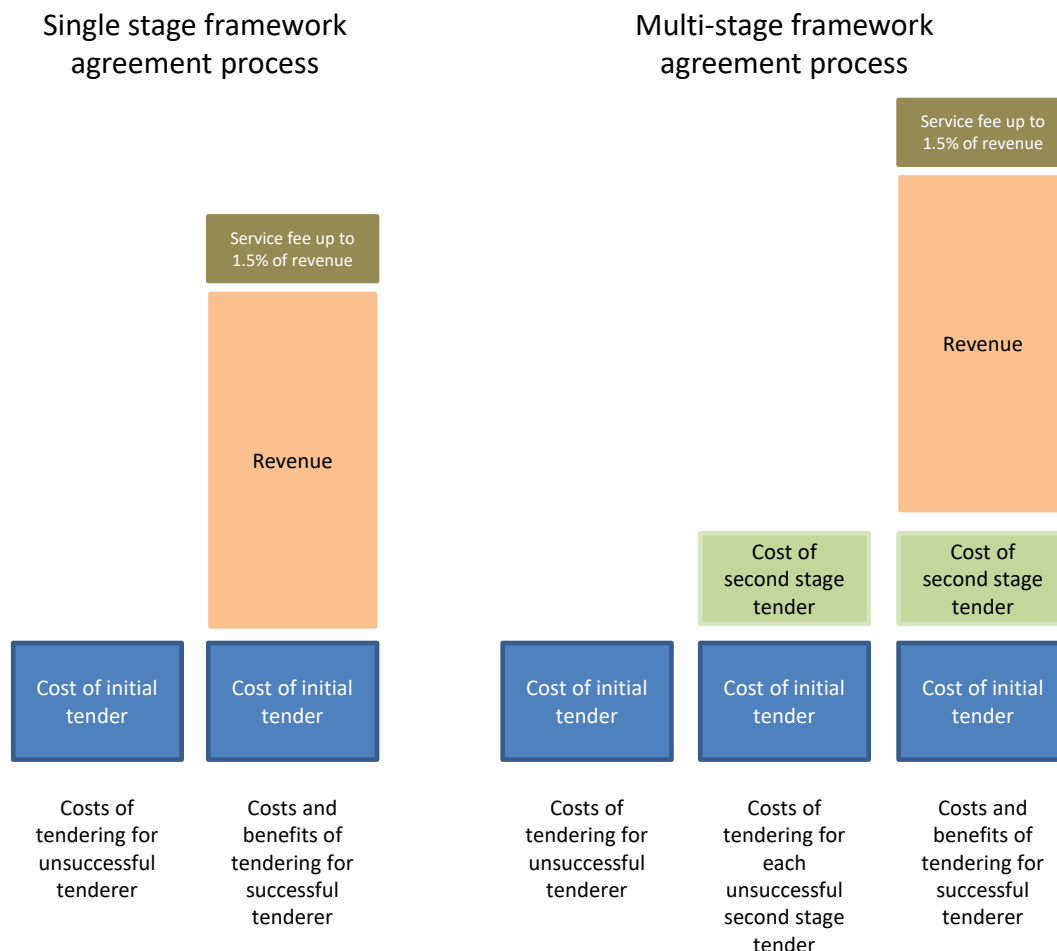 Single stage framework
agreement process
Service fee up to
1.5% of revenue
Revenue
Cost of initial
tender
Cost of initial
tender
Costs of
tendering for
unsuccessful
tenderer
Costs and
benefits of
tendering for
successful
tenderer
Multi-stage framework
agreement process
Service fee up to
1.5% of revenue
Revenue
Cost of
second stage
tender
Cost of
second stage
tender
Cost of initial
tender
Cost of initial
tender
Cost of initial
tender
Costs of
tendering for
unsuccessful
tenderer
Costs of
tendering for
each
unsuccessful
second stage
tender
Costs and
benefits of
tendering for
successful
tenderer